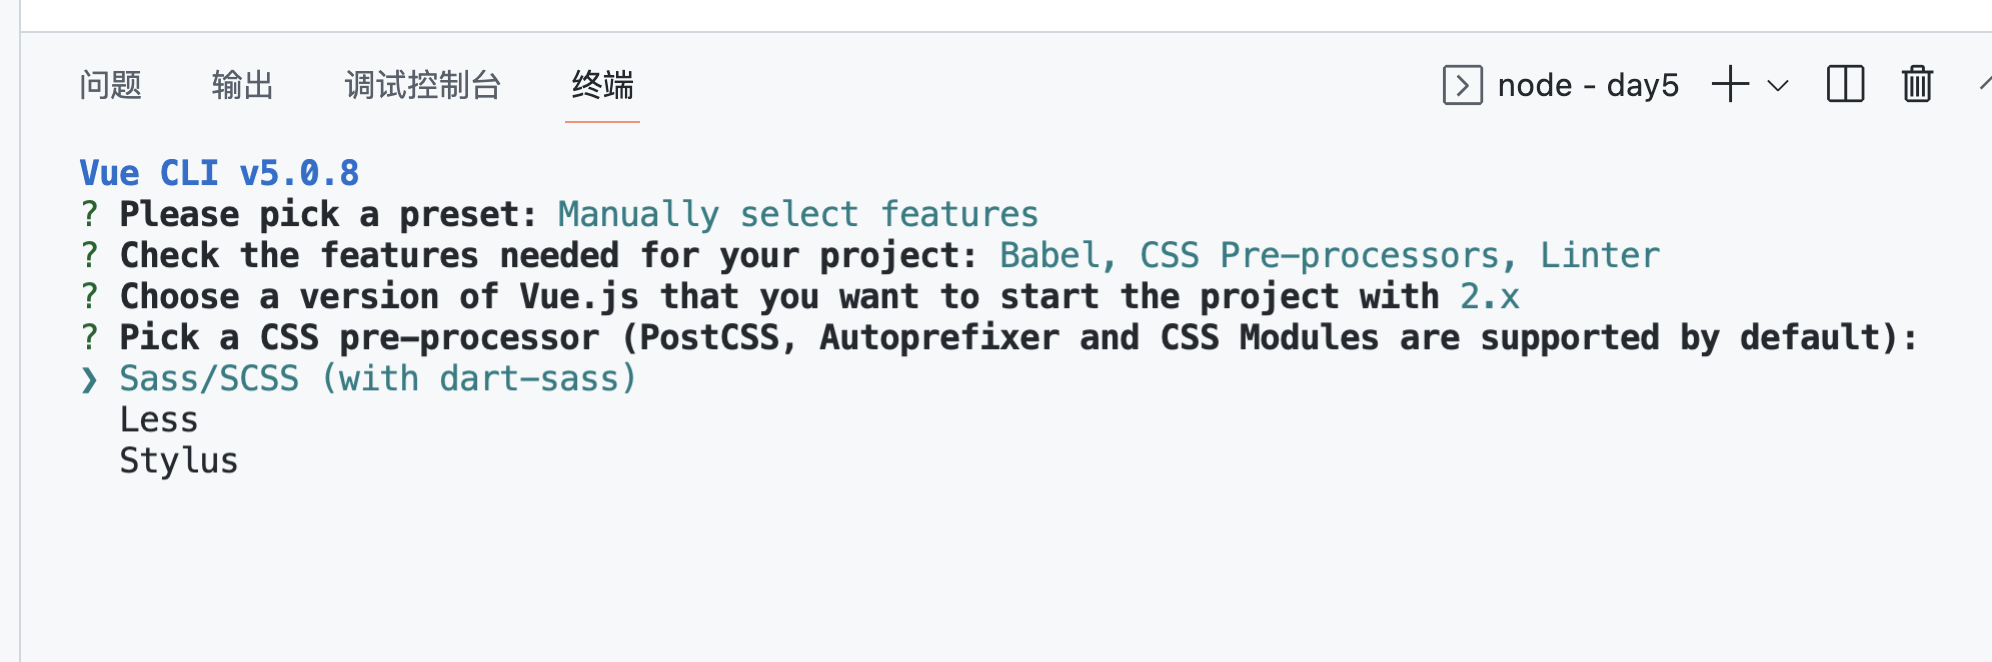 问题 输出 调试控制台 终端 node - day5
Vue CLI v5.0.8
? Please pick a preset: Manually select features
? Check the features needed for your project: Babel, CSS Pre-processors, Linter
? Choose a version of Vue.js that you want to start the project with 2.x
? Pick a CSS pre-processor (PostCSS, Autoprefixer and CSS Modules are supported by default):
❯ Sass/SCSS (with dart-sass)
Less
Stylus